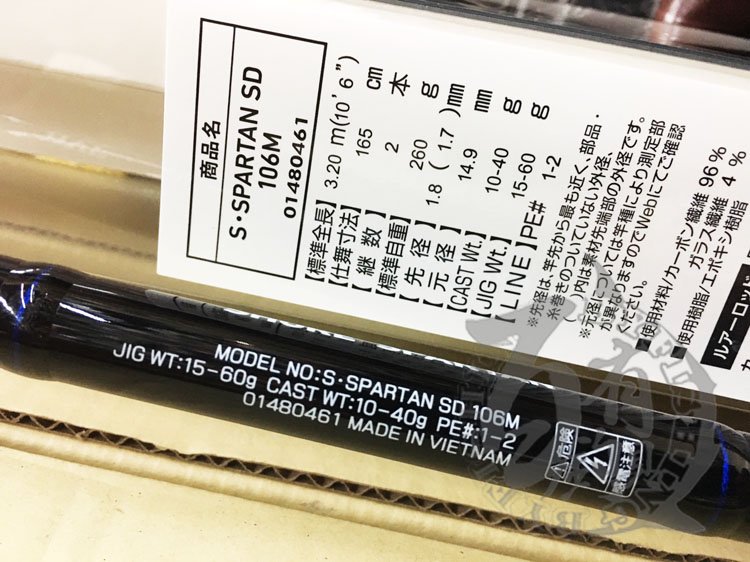 商品名
S・SPARTAN SD
106M
01480461
【標準全長】 3.20 m(10' 6")
【仕舞寸法】 165 cm
【継数】 2 本
【標準自重】 260 g
【先径】 1.8 ( 1.7 )mm
【元径】 14.9 mm
【CAST Wt.】 10-40 g
【JIG Wt.】 15-60 g
【LINE】 PE# 1-2
※先径は、竿先から最も近く、部品・
糸巻きのついていない外径、
( )内は素材先端部の外径です。
※元径については竿種により測定部
が異なりますのでWebにてご確認
ください。
■使用材料/カーボン繊維 96 %
ガラス繊維 4 %
■使用樹脂/エポキシ樹脂
ルアーロッド
MODEL NO:S・SPARTAN SD 106M
JIG WT:15-60g CAST WT:10-40g PE#:1-2
01480461 MADE IN VIETNAM
危険
感電注意